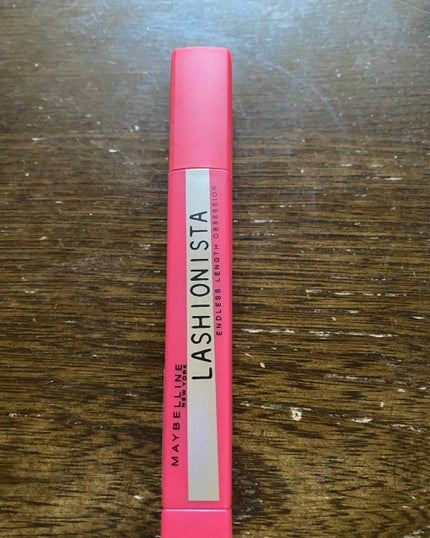 MAYBELLINE
NEW YORK
LASHIONISTA
ENDLESS LENGTH OBSESSION